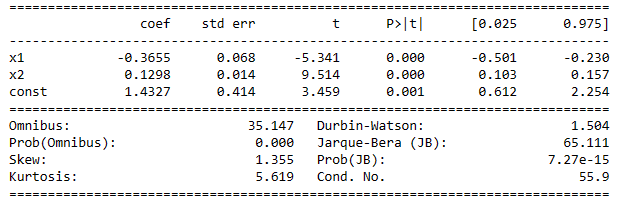 ==============================================================================
                 coef    std err          t      P>|t|      [0.025      0.975]
------------------------------------------------------------------------------
x1            -0.3655      0.068     -5.341      0.000      -0.501      -0.230
x2             0.1298      0.014      9.514      0.000       0.103       0.157
const          1.4327      0.414      3.459      0.001       0.612       2.254
==============================================================================
Omnibus:                       35.147   Durbin-Watson:                   1.504
Prob(Omnibus):                  0.000   Jarque-Bera (JB):               65.111
Skew:                           1.355   Prob(JB):                     7.27e-15
Kurtosis:                       5.619   Cond. No.                         55.9
==============================================================================